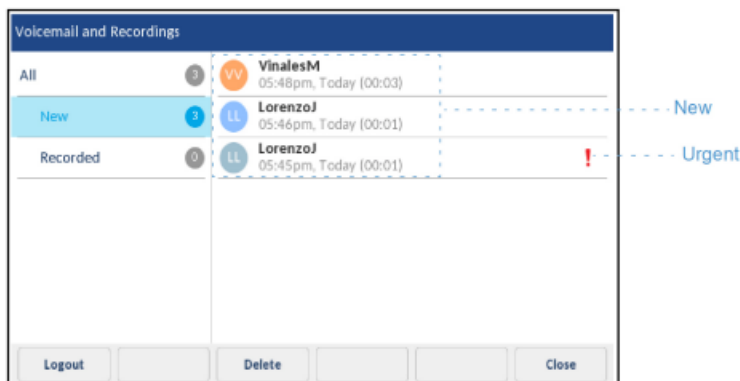 Voicemail and Recordings
All 3
New 3
Recorded 0
VV VinalesM
05:48pm, Today (00:03)
LL LorenzoJ
05:46pm, Today (00:01)
LL LorenzoJ
05:45pm, Today (00:01) !
New
Urgent
Logout Delete Close